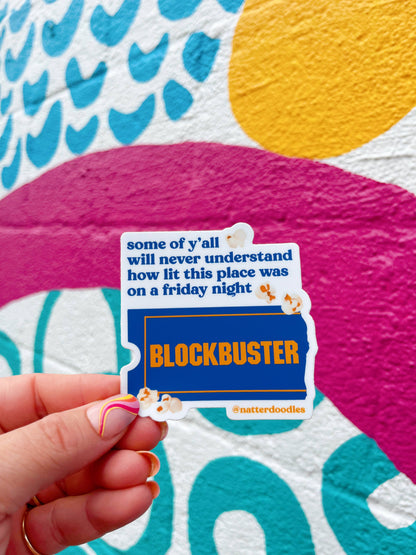 some of y'all
will never understand
how lit this place was
on a friday night
BLOCKBUSTER
@natterdoodles